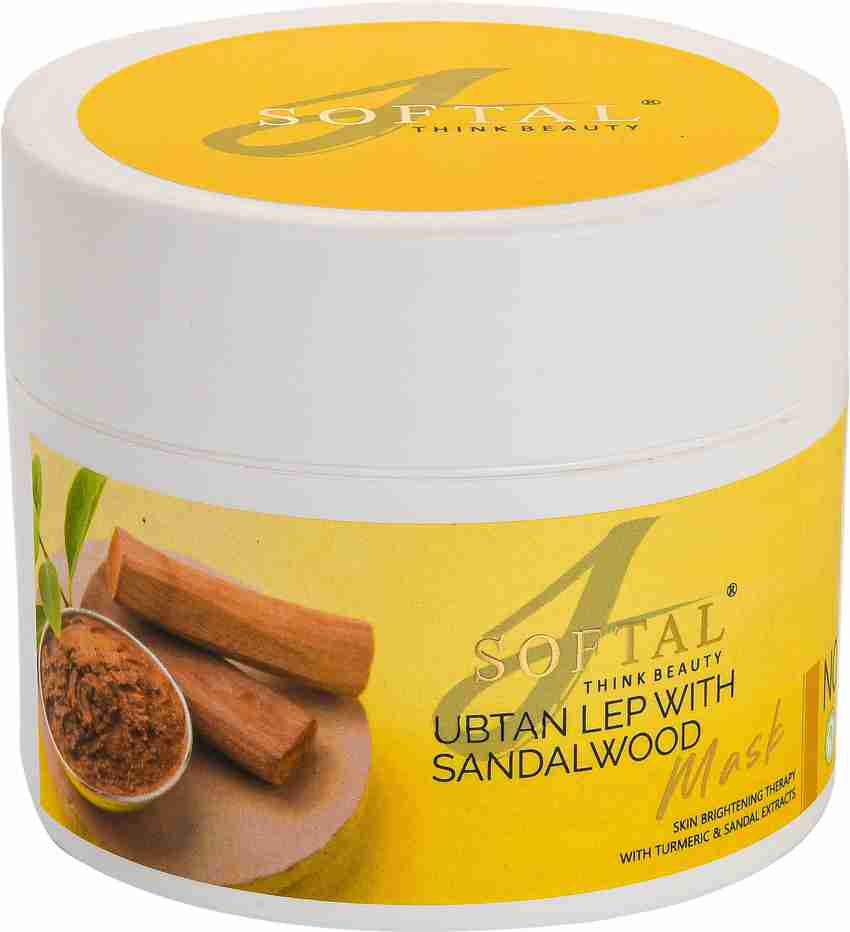 SOFTAL®
THINK BEAUTY
SOFTAL®
THINK BEAUTY
UBTAN LEP WITH
SANDALWOOD
Mask
SKIN BRIGHTENING THERAPY
WITH TURMERIC & SANDAL EXTRACTS